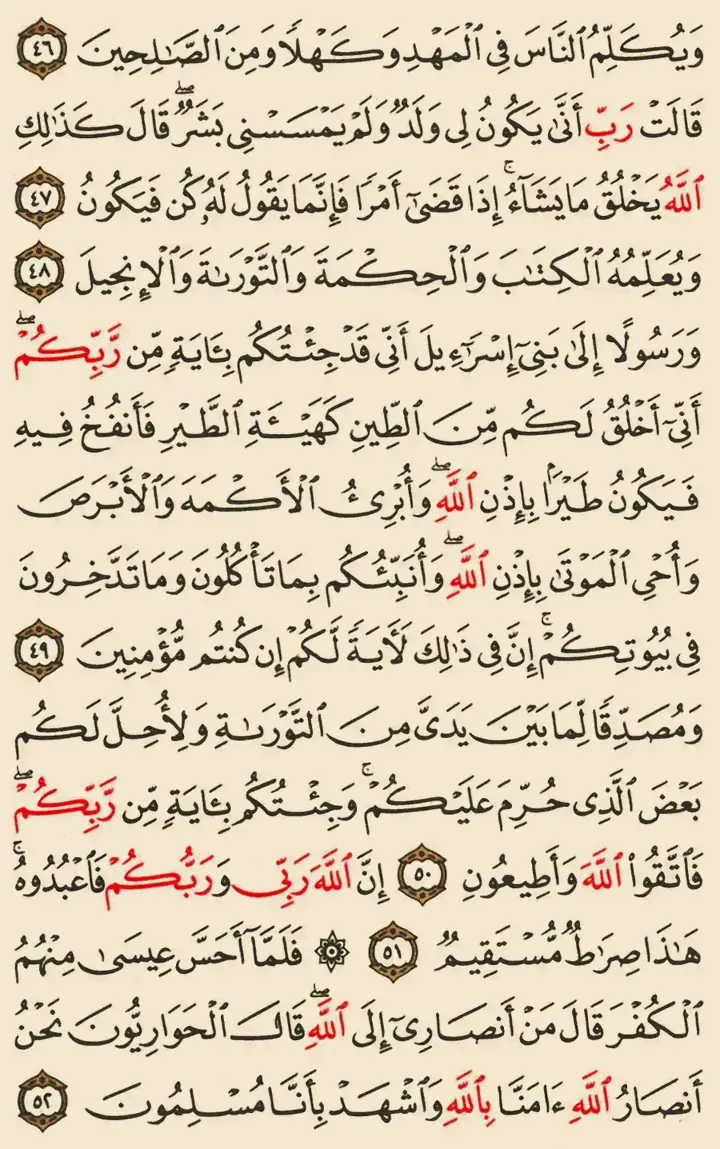 وَيُكَلِّمُ ٱلنَّاسَ فِي ٱلۡمَهۡدِ وَكَهۡلٗا وَمِنَ ٱلصَّٰلِحِينَ ٤٦
قَالَتۡ رَبِّ أَنَّىٰ يَكُونُ لِي وَلَدٞ وَلَمۡ يَمۡسَسۡنِي بَشَرٞۖ قَالَ كَذَٰلِكِ
ٱللَّهُ يَخۡلُقُ مَا يَشَآءُۚ إِذَا قَضَىٰٓ أَمۡرٗا فَإِنَّمَا يَقُولُ لَهُۥ كُن فَيَكُونُ ٤٧
وَيُعَلِّمُهُ ٱلۡكِتَٰبَ وَٱلۡحِكۡمَةَ وَٱلتَّوۡرَىٰةَ وَٱلۡإِنجِيلَ ٤٨
وَرَسُولًا إِلَىٰ بَنِيٓ إِسۡرَٰٓءِيلَ أَنِّي قَدۡ جِئۡتُكُم بِـَٔايَةٖ مِّن رَّبِّكُمۡۖ
أَنِّيٓ أَخۡلُقُ لَكُم مِّنَ ٱلطِّينِ كَهَيۡـَٔةِ ٱلطَّيۡرِ فَأَنفُخُ فِيهِ
فَيَكُونُ طَيۡرَۢا بِإِذۡنِ ٱللَّهِۖ وَأُبۡرِئُ ٱلۡأَكۡمَهَ وَٱلۡأَبۡرَصَ
وَأُحۡيِ ٱلۡمَوۡتَىٰ بِإِذۡنِ ٱللَّهِۖ وَأُنَبِّئُكُم بِمَا تَأۡكُلُونَ وَمَا تَدَّخِرُونَ
فِي بُيُوتِكُمۡۚ إِنَّ فِي ذَٰلِكَ لَأٓيَةٗ لَّكُمۡ إِن كُنتُم مُّؤۡمِنِينَ ٤٩
وَمُصَدِّقٗا لِّمَا بَيۡنَ يَدَيَّ مِنَ ٱلتَّوۡرَىٰةِ وَلِأُحِلَّ لَكُم
بَعۡضَ ٱلَّذِي حُرِّمَ عَلَيۡكُمۡۚ وَجِئۡتُكُم بِـَٔايَةٖ مِّن رَّبِّكُمۡۖ
فَٱتَّقُواْ ٱللَّهَ وَأَطِيعُونِ ٥٠ إِنَّ ٱللَّهَ رَبِّي وَرَبُّكُمۡ فَٱعۡبُدُوهُۚ
هَٰذَا صِرَٰطٞ مُّسۡتَقِيمٞ ٥١ ۞ فَلَمَّآ أَحَسَّ عِيسَىٰ مِنۡهُمُ
ٱلۡكُفۡرَ قَالَ مَنۡ أَنصَارِيٓ إِلَى ٱللَّهِۖ قَالَ ٱلۡحَوَارِيُّونَ نَحۡنُ
أَنصَارُ ٱللَّهِ ءَامَنَّا بِٱللَّهِ وَٱشۡهَدۡ بِأَنَّا مُسۡلِمُونَ ٥٢